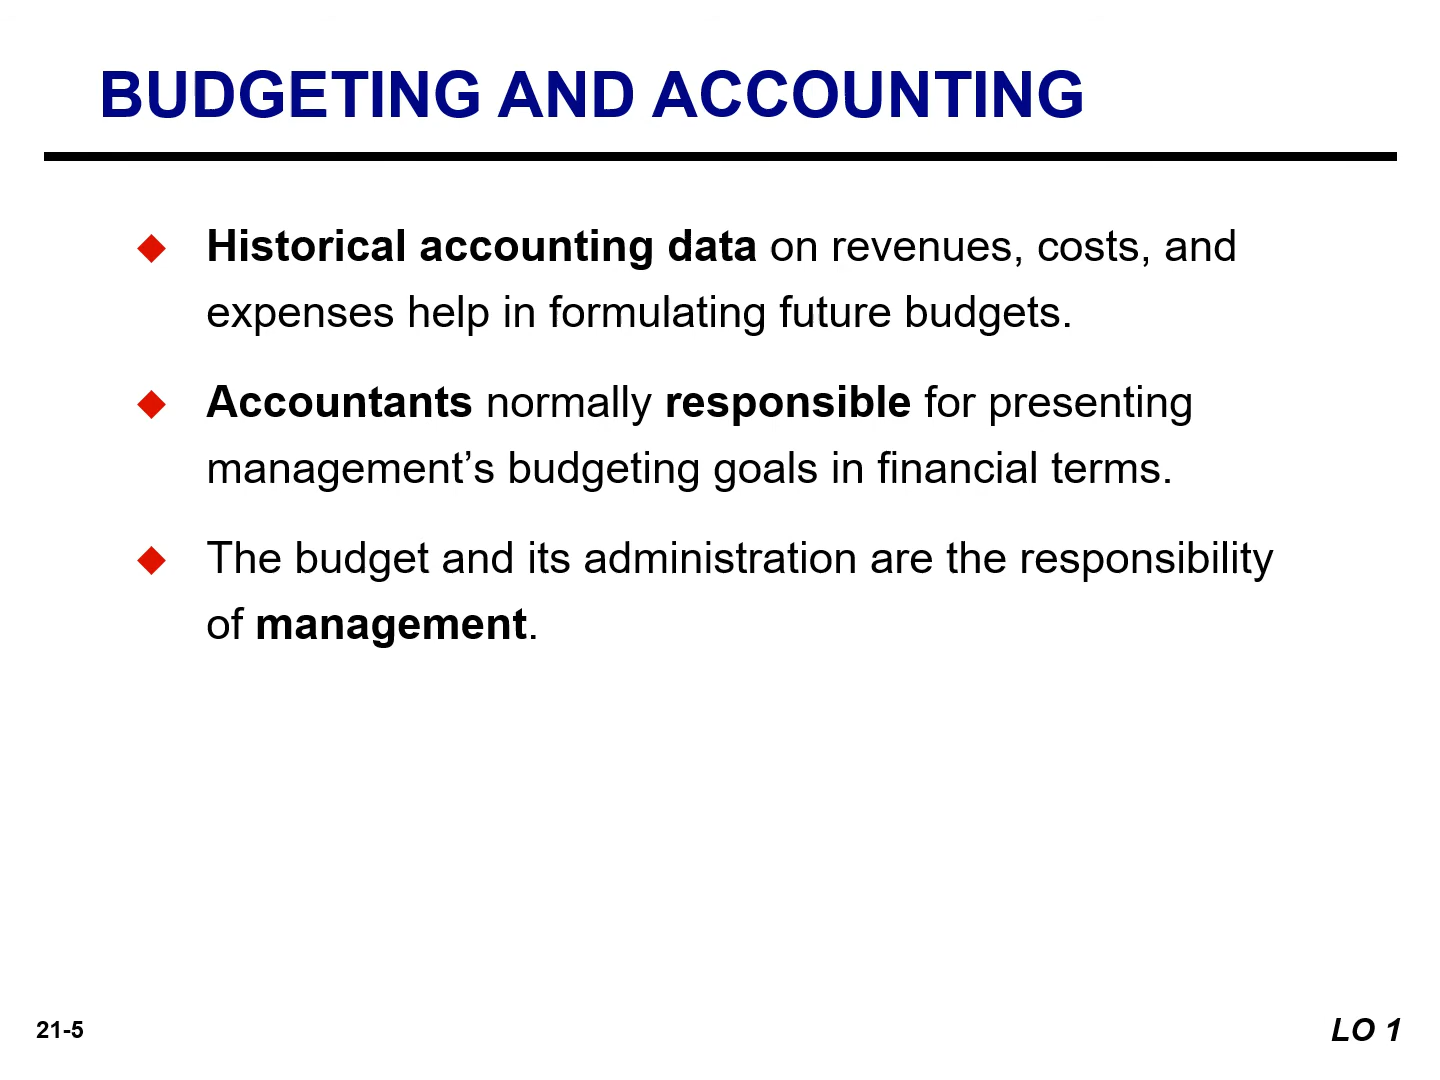 BUDGETING AND ACCOUNTING
Historical accounting data on revenues, costs, and
expenses help in formulating future budgets.
Accountants normally responsible for presenting
management’s budgeting goals in financial terms.
The budget and its administration are the responsibility
of management.
21-5
LO 1